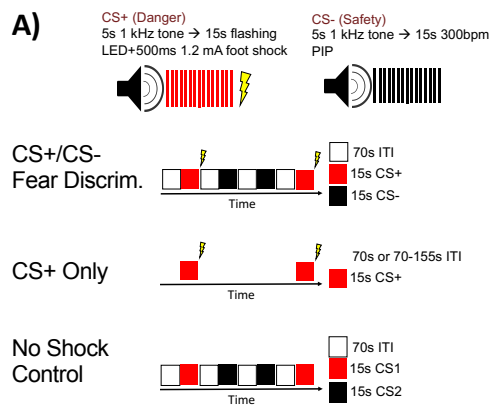 A)
CS+ (Danger)
5s 1 kHz tone → 15s flashing
LED+500ms 1.2 mA foot shock
CS- (Safety)
5s 1 kHz tone → 15s 300bpm
PIP
CS+/CS-
Fear Discrim.
70s ITI
15s CS+
15s CS-
Time
CS+ Only
70s or 70-155s ITI
15s CS+
Time
No Shock
Control
70s ITI
15s CS1
15s CS2
Time